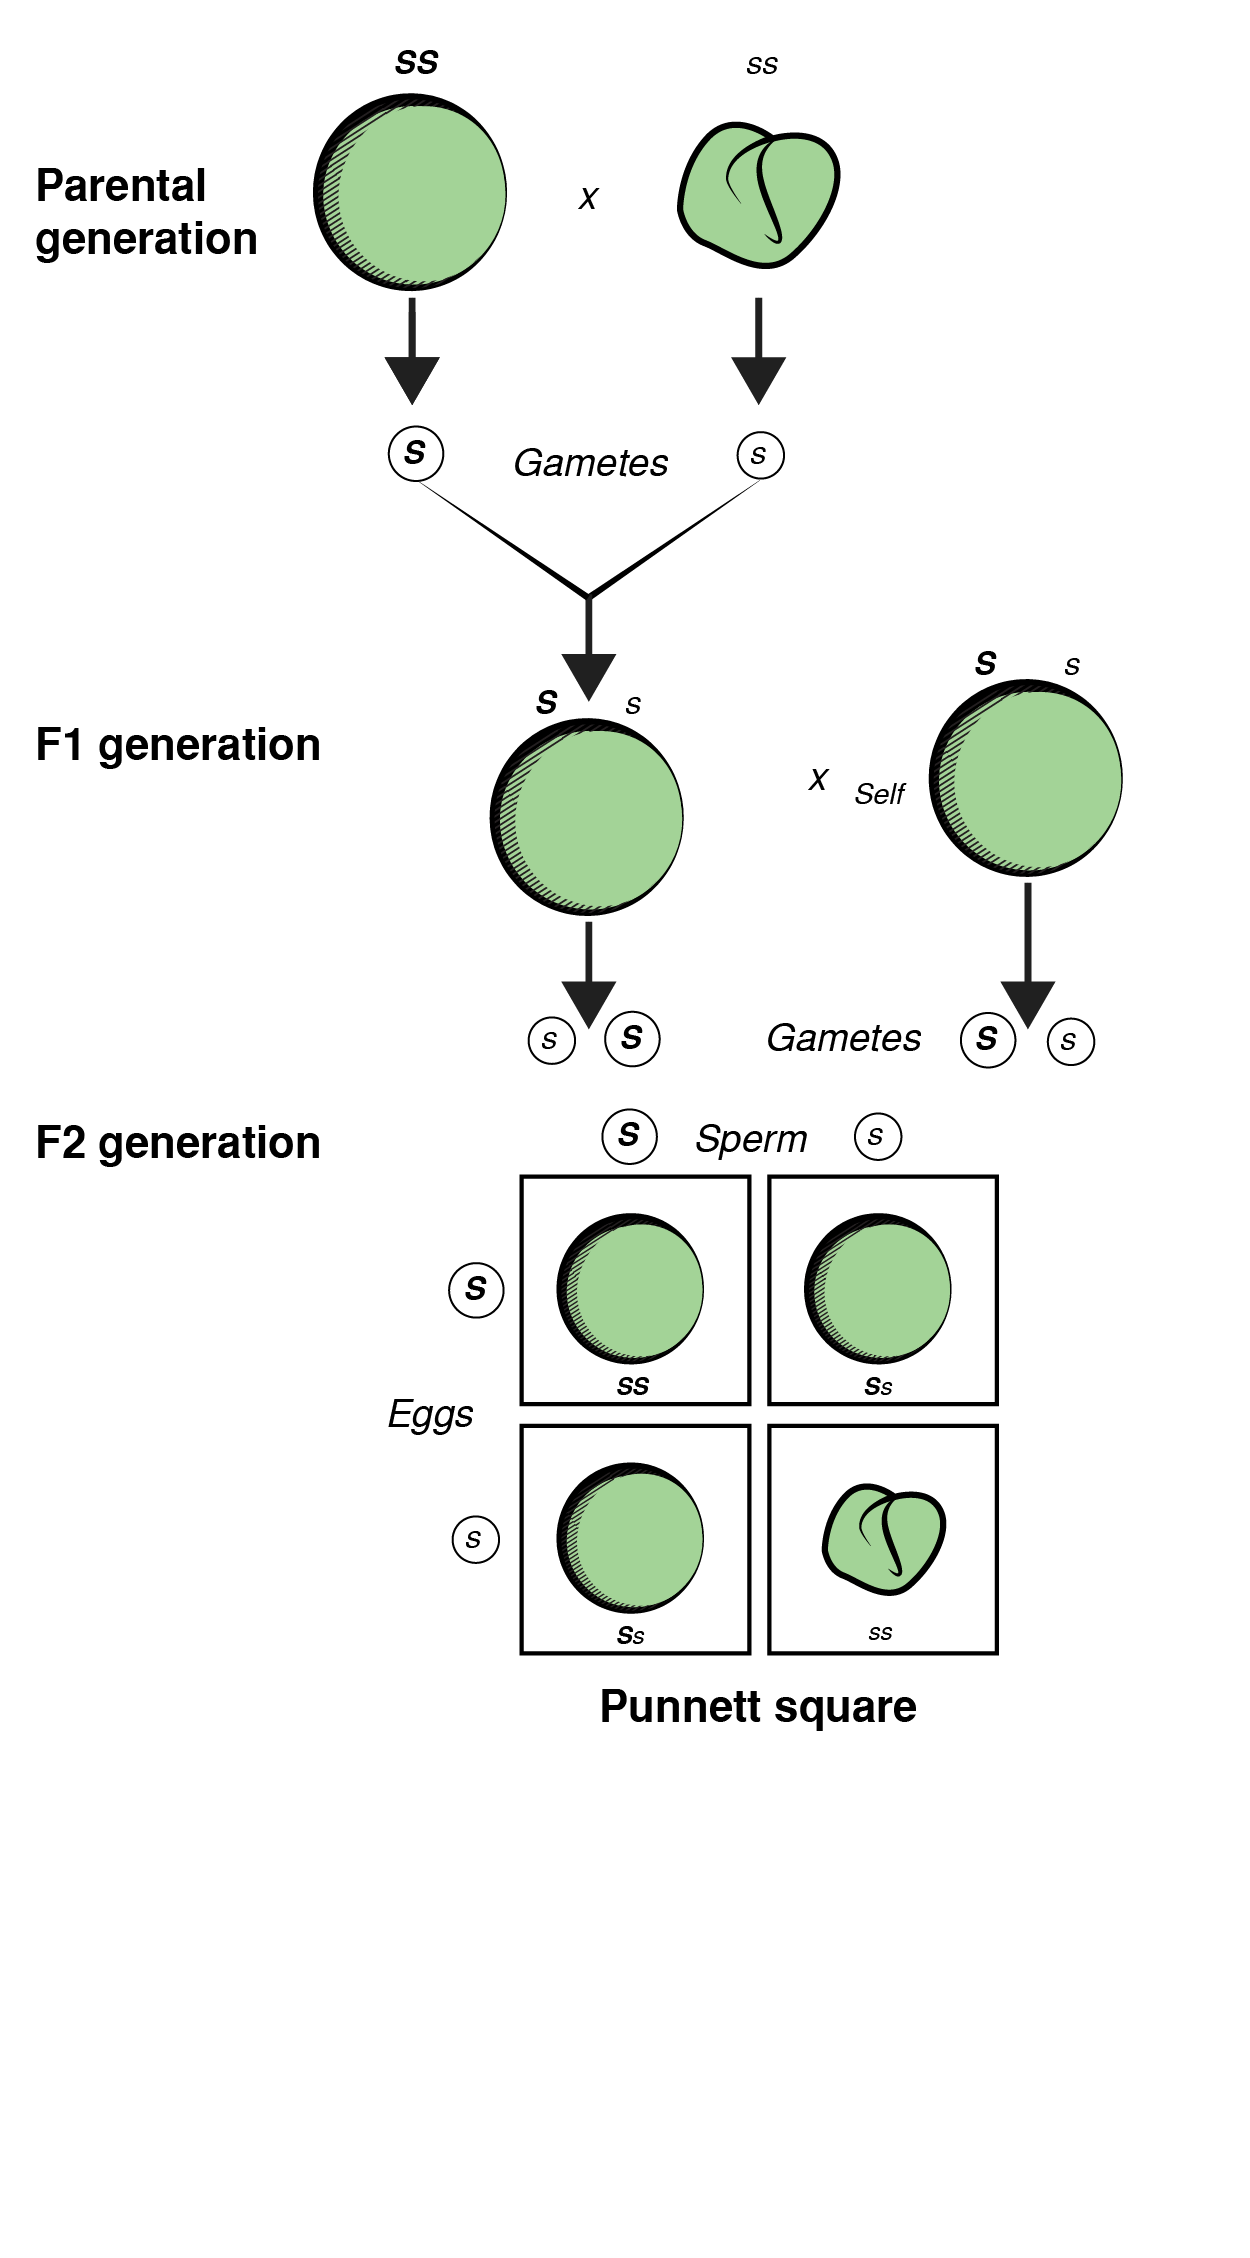 SS
ss
Parental
generation
x
S
Gametes
s
S
s
F1 generation
S
s
x
Self
s
S
Gametes
S
s
F2 generation
S
Sperm
s
S
SS
Ss
Eggs
s
Ss
ss
Punnett square